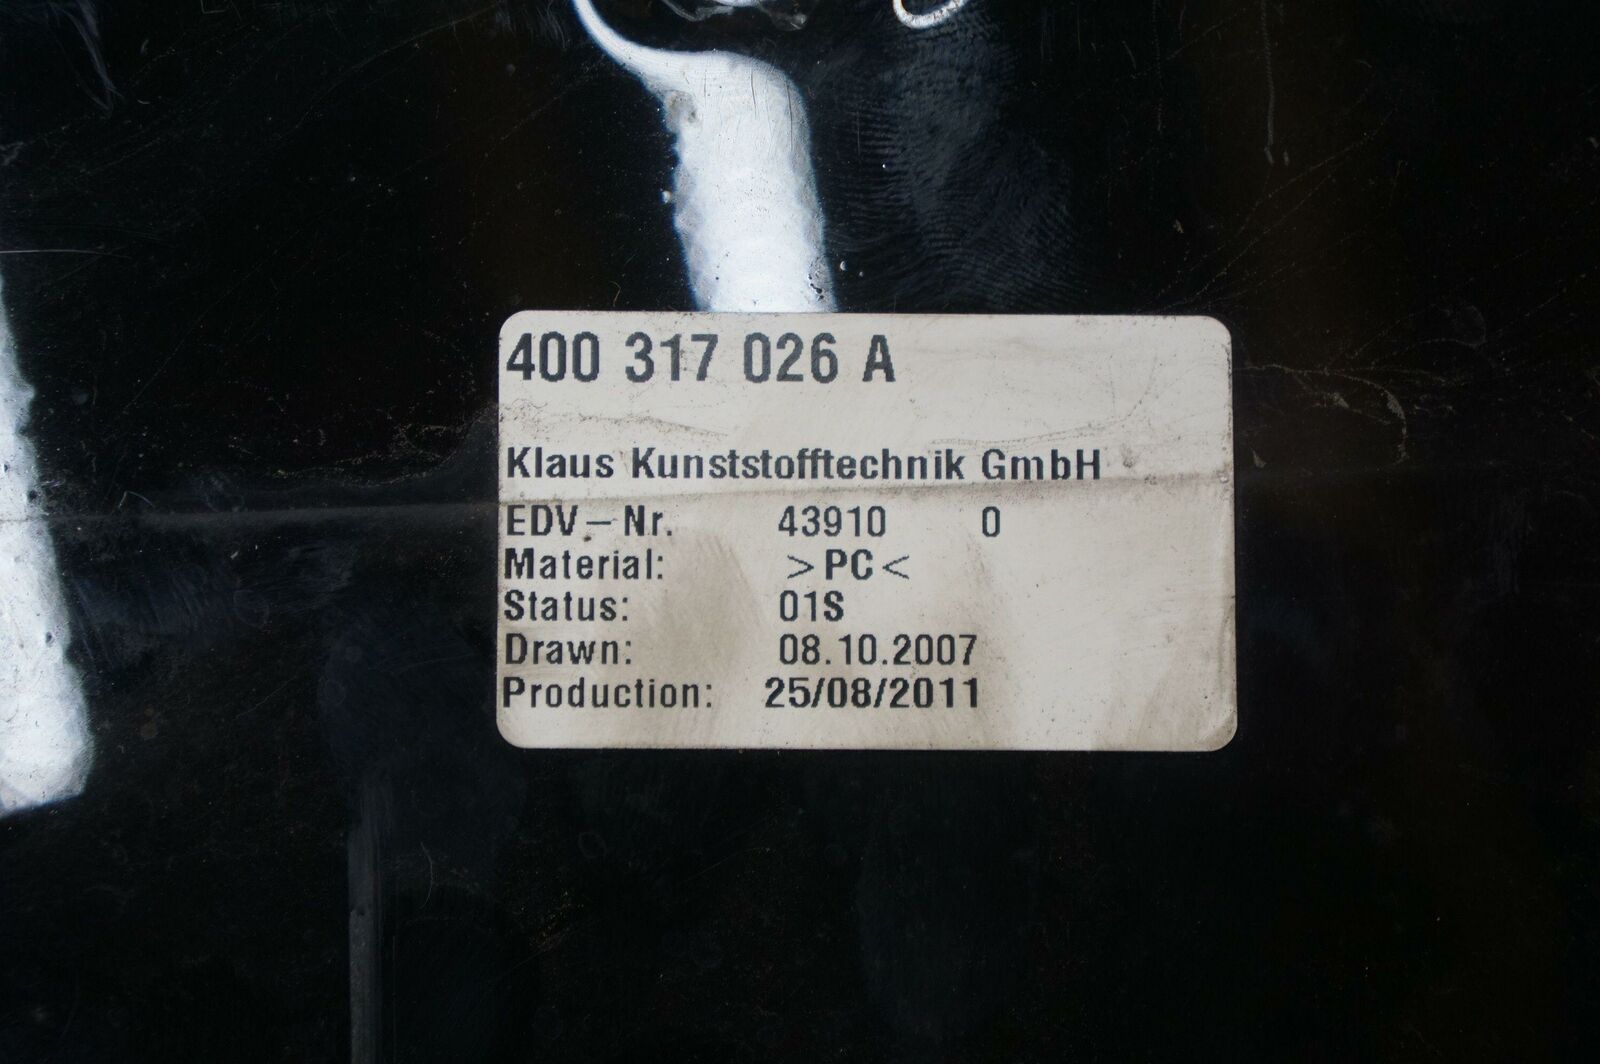 400 317 026 A
Klaus Kunststofftechnik GmbH
EDV-Nr. 43910 0
Material: >PC<
Status: 01S
Drawn: 08.10.2007
Production: 25/08/2011